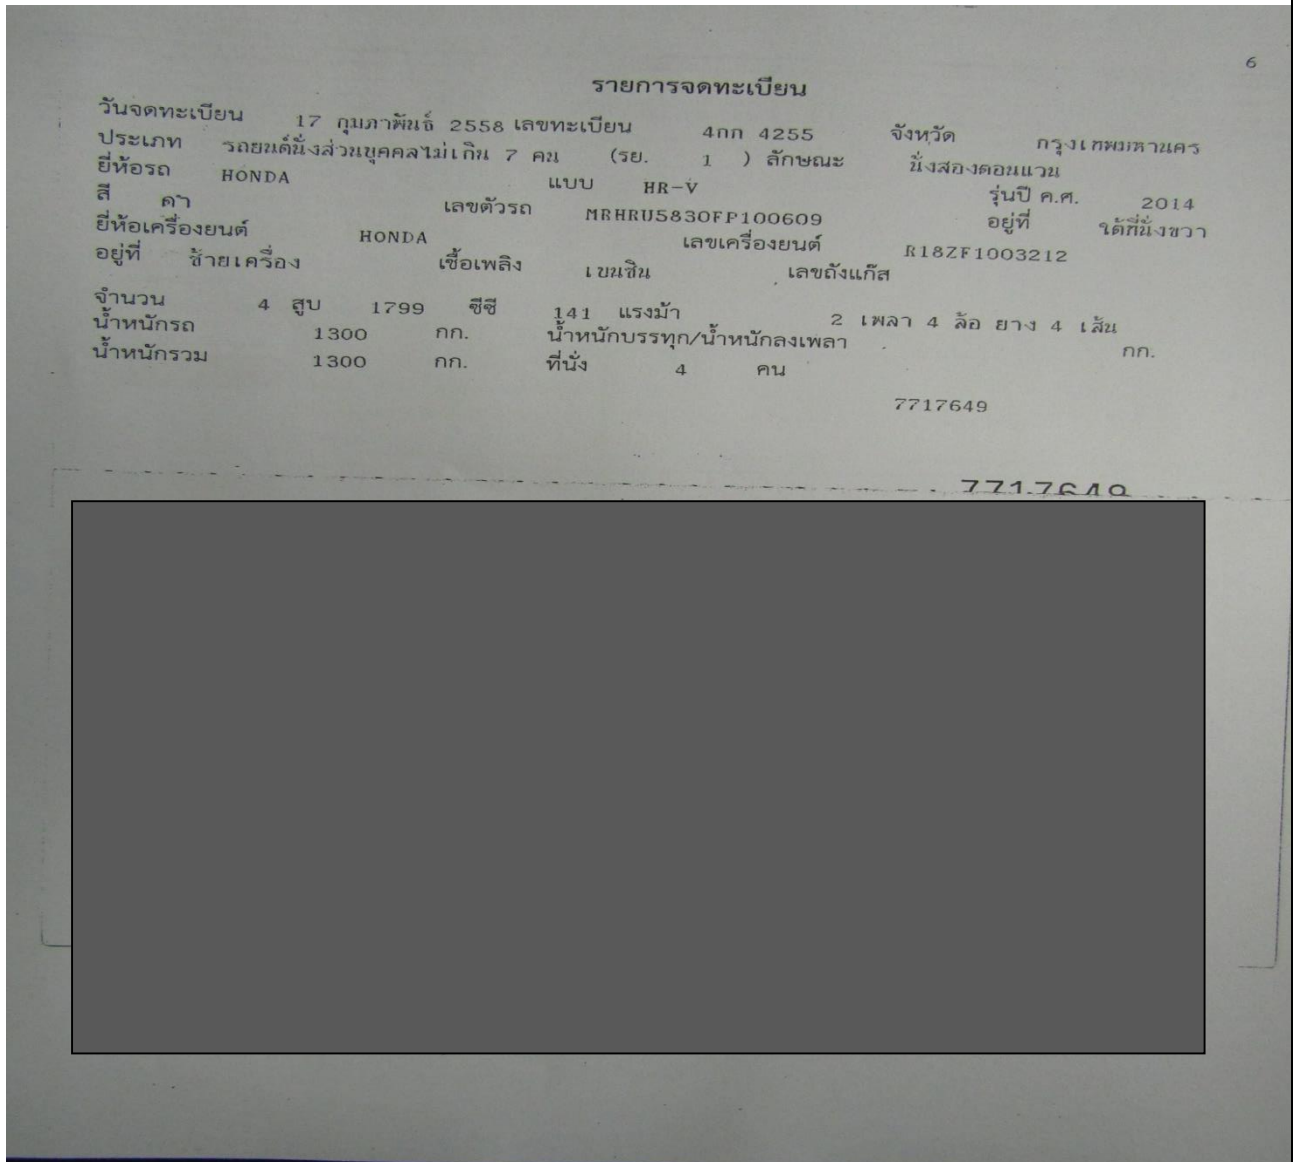 6
รายการจดทะเบียน
วันจดทะเบียน 17 กุมภาพันธ์ 2558 เลขทะเบียน 4กก 4255 จังหวัด กรุงเทพมหานคร
ประเภท รถยนต์นั่งส่วนบุคคลไม่เกิน 7 คน (รย. 1 ) ลักษณะ นั่งสองตอนแวน
ยี่ห้อรถ HONDA แบบ HR-V รุ่นปี ค.ศ. 2014
สี ดำ เลขตัวรถ MRHRU5830FP100609 อยู่ที่ ใต้ที่นั่งขวา
ยี่ห้อเครื่องยนต์ HONDA เลขเครื่องยนต์ R18ZF1003212
อยู่ที่ ซ้ายเครื่อง เชื้อเพลิง เบนซิน เลขถังแก๊ส
จำนวน 4 สูบ 1799 ซีซี 141 แรงม้า 2 เพลา 4 ล้อ ยาง 4 เส้น
น้ำหนักรถ 1300 กก. น้ำหนักบรรทุก/น้ำหนักลงเพลา กก.
น้ำหนักรวม 1300 กก. ที่นั่ง 4 คน
7717649
7717649